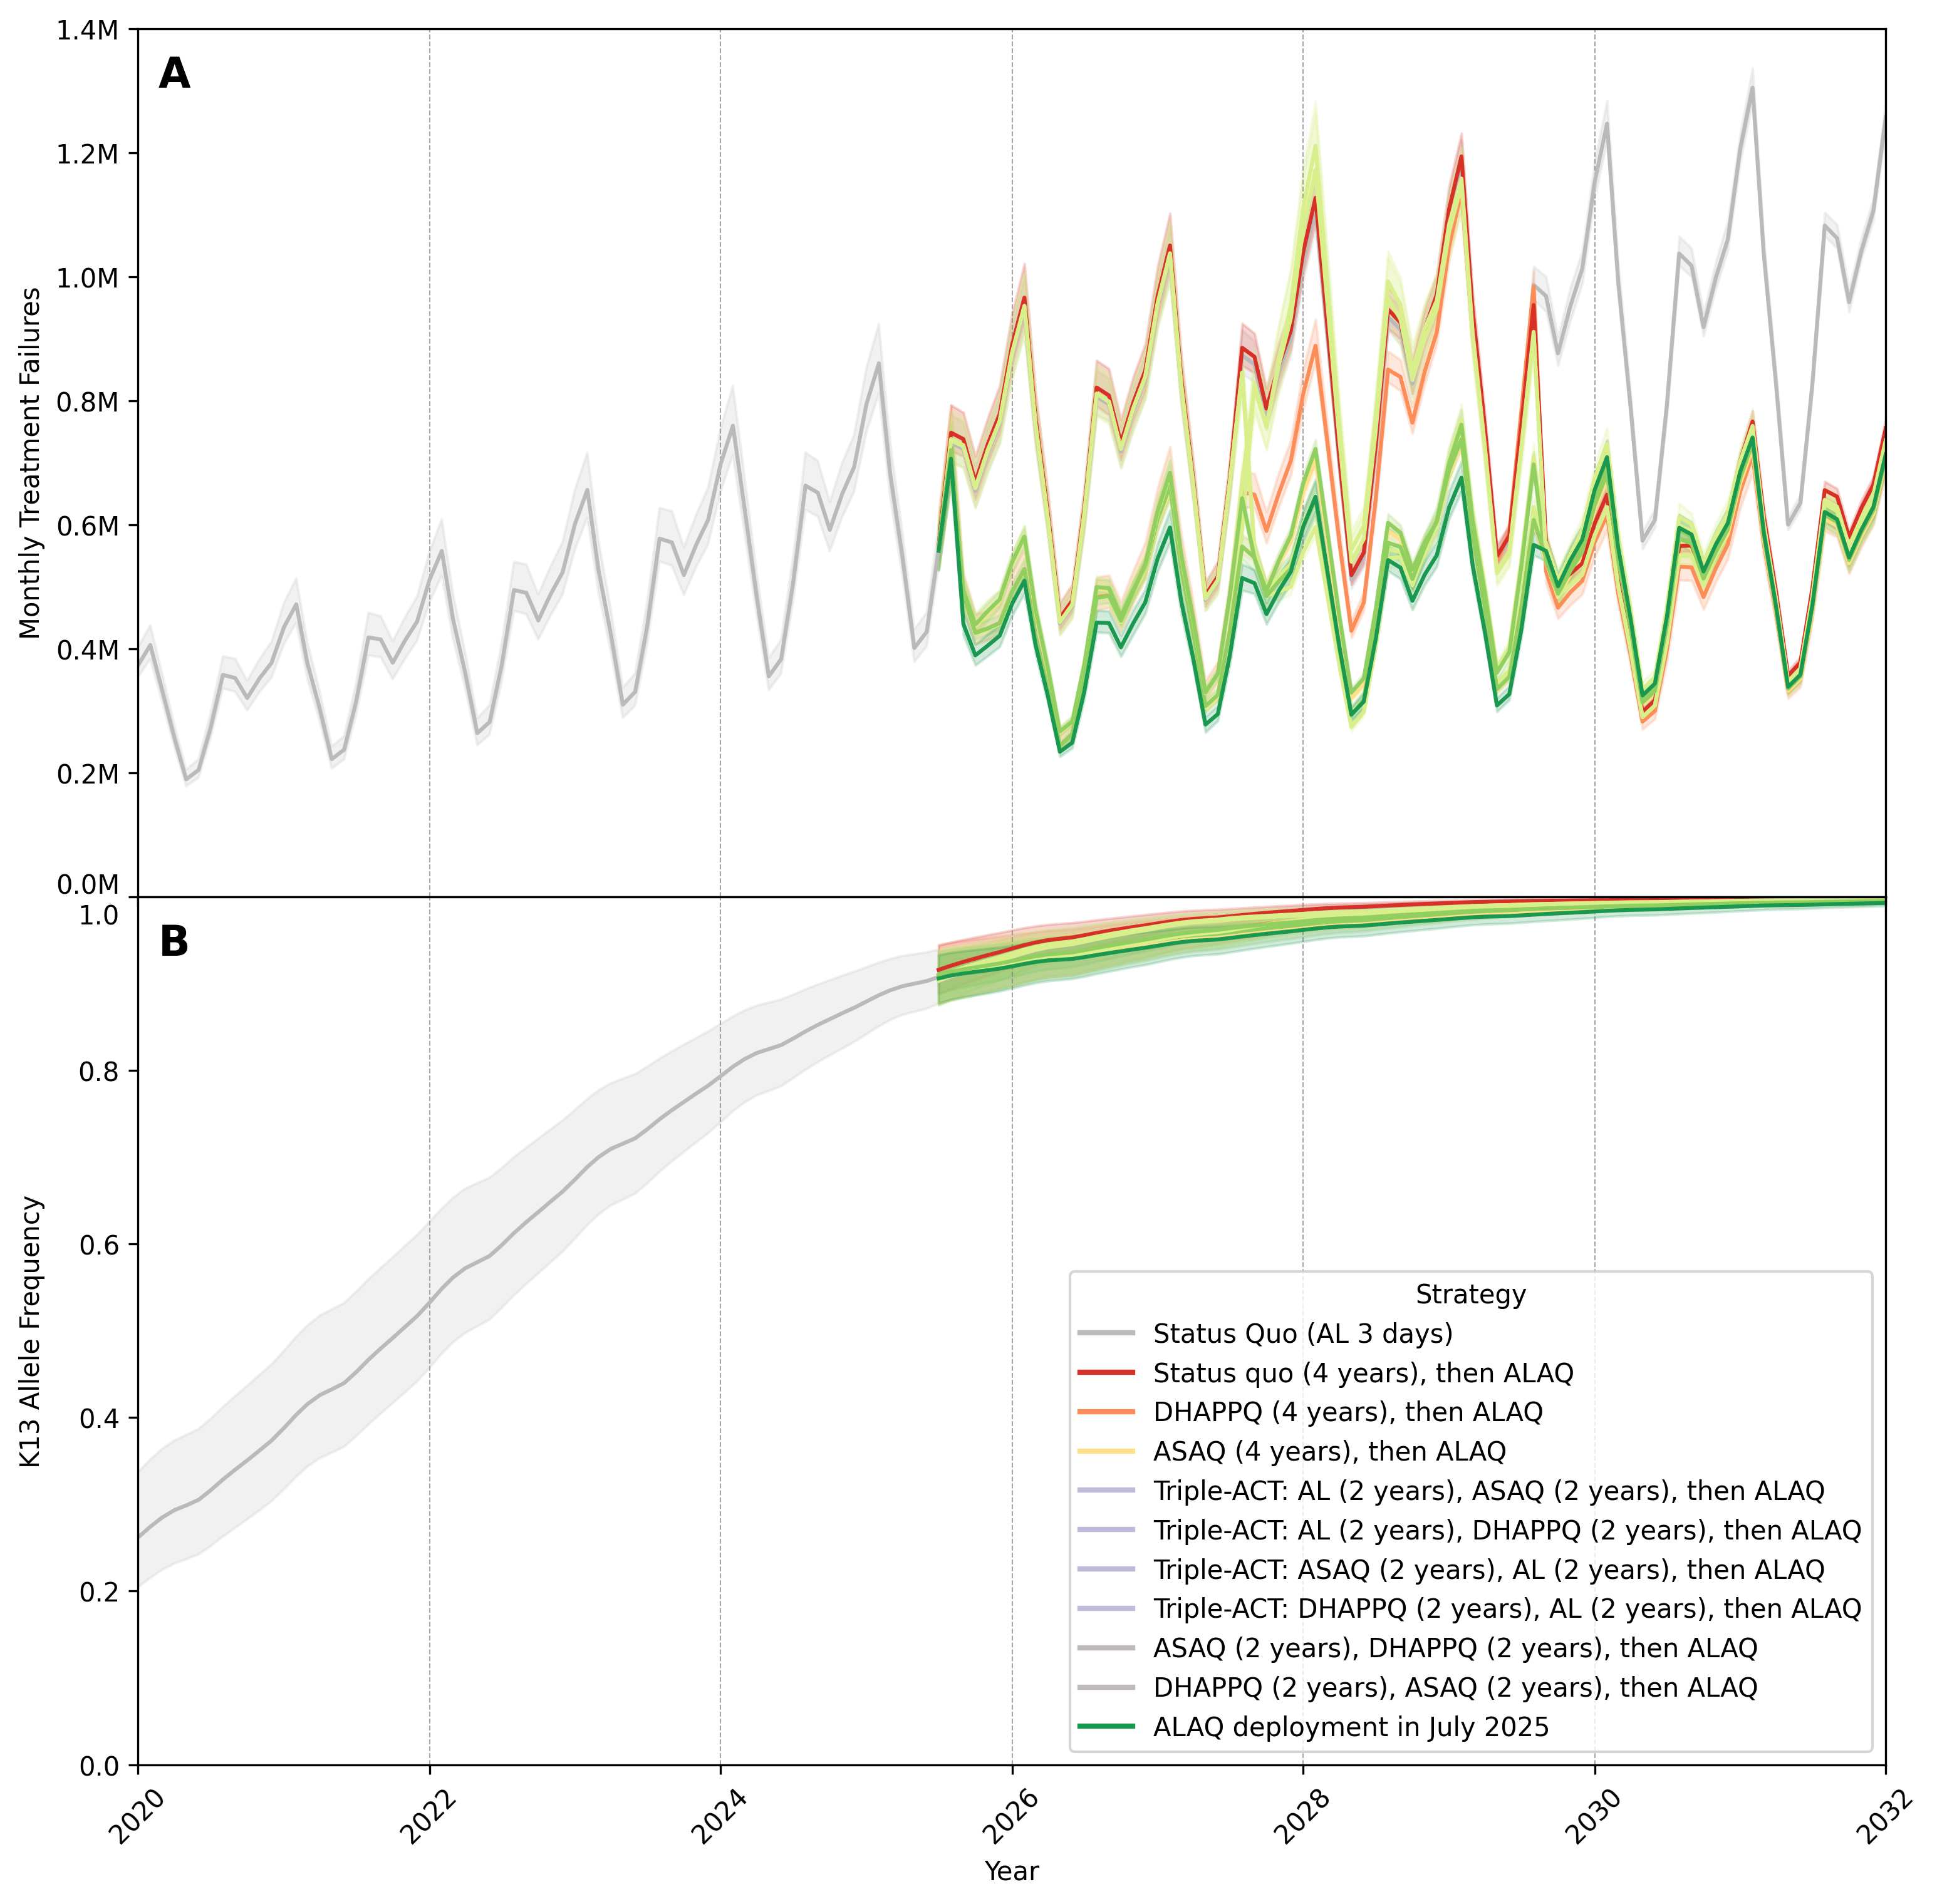 A
1.4M
1.2M
1.0M
0.8M
0.6M
0.4M
0.2M
0.0M
Monthly Treatment Failures
B
1.0
0.8
0.6
0.4
0.2
0.0
K13 Allele Frequency
Strategy
Status Quo (AL 3 days)
Status quo (4 years), then ALAQ
DHAPPQ (4 years), then ALAQ
ASAQ (4 years), then ALAQ
Triple-ACT: AL (2 years), ASAQ (2 years), then ALAQ
Triple-ACT: AL (2 years), DHAPPQ (2 years), then ALAQ
Triple-ACT: ASAQ (2 years), AL (2 years), then ALAQ
Triple-ACT: DHAPPQ (2 years), AL (2 years), then ALAQ
ASAQ (2 years), DHAPPQ (2 years), then ALAQ
DHAPPQ (2 years), ASAQ (2 years), then ALAQ
ALAQ deployment in July 2025
2020
2022
2024
2026
2028
2030
2032
Year